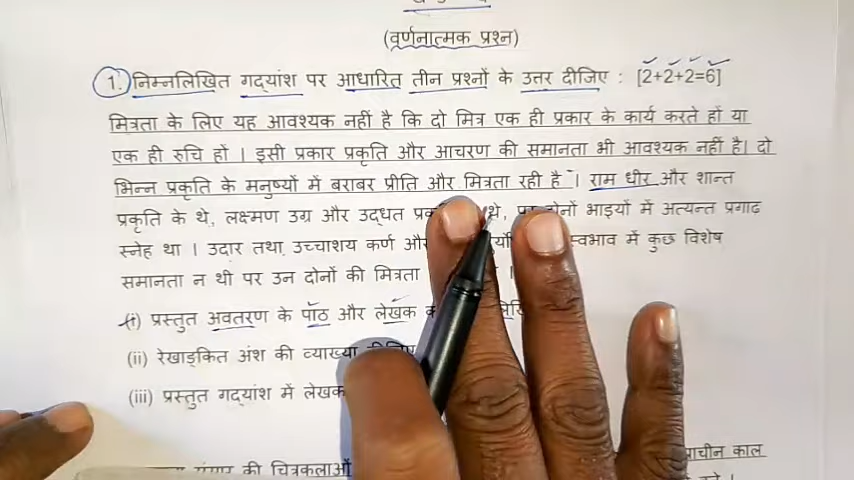 (वर्णनात्मक प्रश्न)
1. निम्नलिखित गद्यांश पर आधारित तीन प्रश्नों के उत्तर दीजिए : [2+2+2=6]
मित्रता के लिए यह आवश्यक नहीं है कि दो मित्र एक ही प्रकार के कार्य करते हों या
एक ही रुचि हों । इसी प्रकार प्रकृति और आचरण की समानता भी आवश्यक नहीं है। दो
भिन्न प्रकृति के मनुष्यों में बराबर प्रीति और मित्रता रही है । राम धीर और शान्त
प्रकृति के थे, लक्ष्मण उग्र और उद्धत थे, दोनों भाइयों में अत्यन्त प्रगाढ़
स्नेह था । उदार तथा उच्चाशय कर्ण स्वभाव में कुछ विशेष
समानता न थी पर उन दोनों की मित्रता ।
(i) प्रस्तुत अवतरण के पाठ और लेखक
(ii) रेखाङ्कित अंश की व्याख्या
(iii) प्रस्तुत गद्यांश में लेखक
की चित्रकलाओं प्राचीन काल